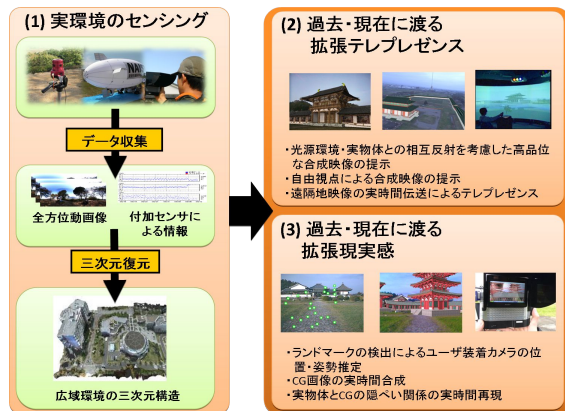 (1) 実環境のセンシング
データ収集
全方位動画像
付加センサに
よる情報
三次元復元
広域環境の三次元構造
(2) 過去・現在に渡る
拡張テレプレゼンス
・光源環境・実物体との相互反射を考慮した高品位
な合成映像の提示
・自由視点による合成映像の提示
・遠隔地映像の実時間伝送によるテレプレゼンス
(3) 過去・現在に渡る
拡張現実感
・ランドマークの検出によるユーザ装着カメラの位
置・姿勢推定
・CG画像の実時間合成
・実物体とCGの隠ぺい関係の実時間再現